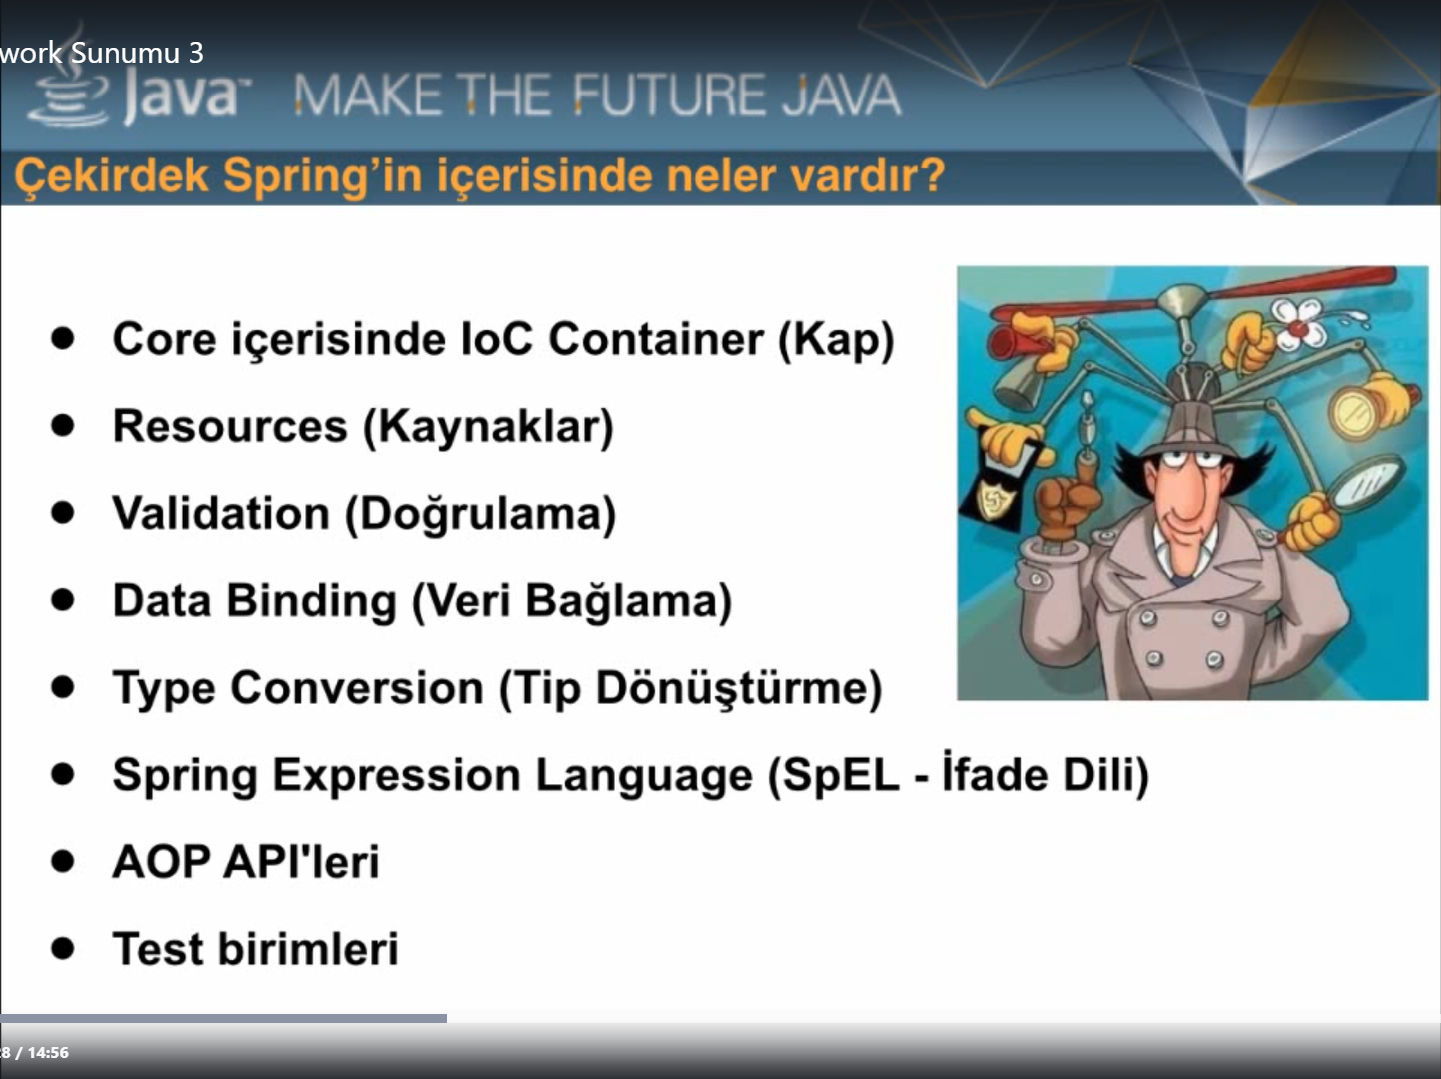 work Sunumu 3
Java™ MAKE THE FUTURE JAVA
Çekirdek Spring’in içerisinde neler vardır?
● Core içerisinde IoC Container (Kap)
● Resources (Kaynaklar)
● Validation (Doğrulama)
● Data Binding (Veri Bağlama)
● Type Conversion (Tip Dönüştürme)
● Spring Expression Language (SpEL - İfade Dili)
● AOP API'leri
● Test birimleri
8 / 14:56